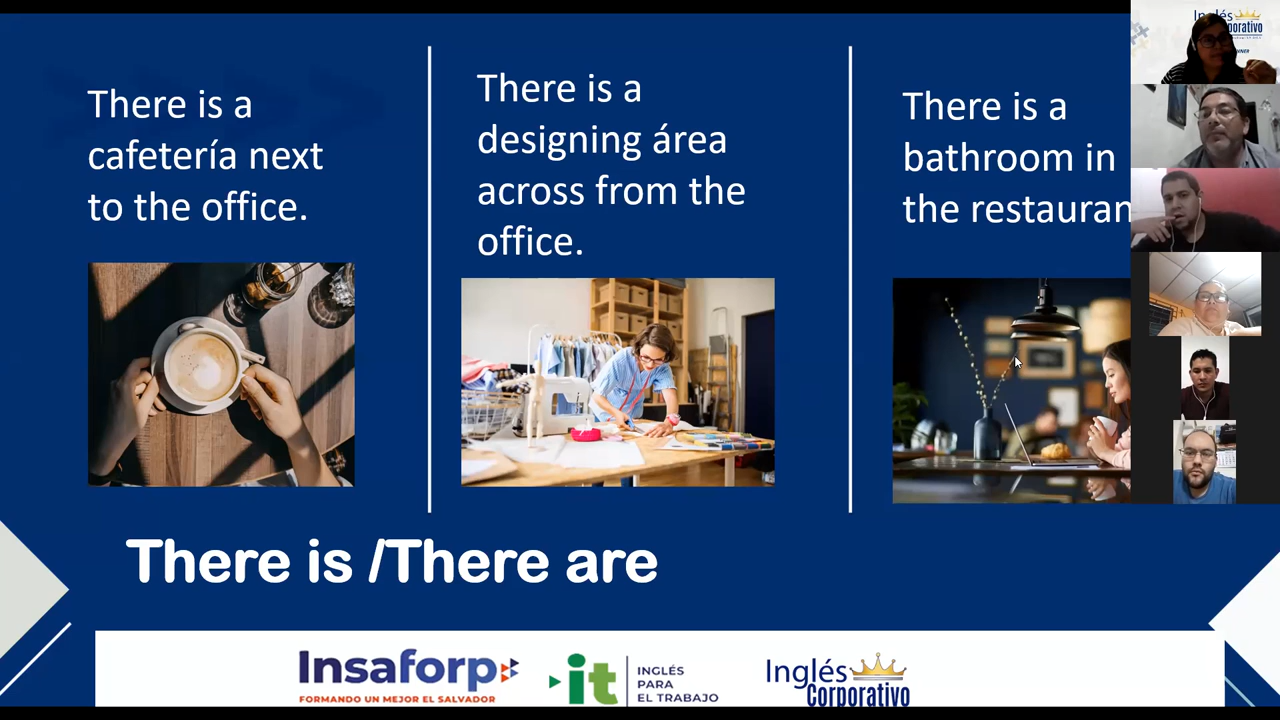 There is a
cafetería next
to the office.
There is a
designing área
across from the
office.
There is a
bathroom in
the restauran
There is /There are
Insaforp
FORMANDO UN MEJOR EL SALVADOR
it
INGLÉS
PARA
EL TRABAJO
Inglés
Corporativo